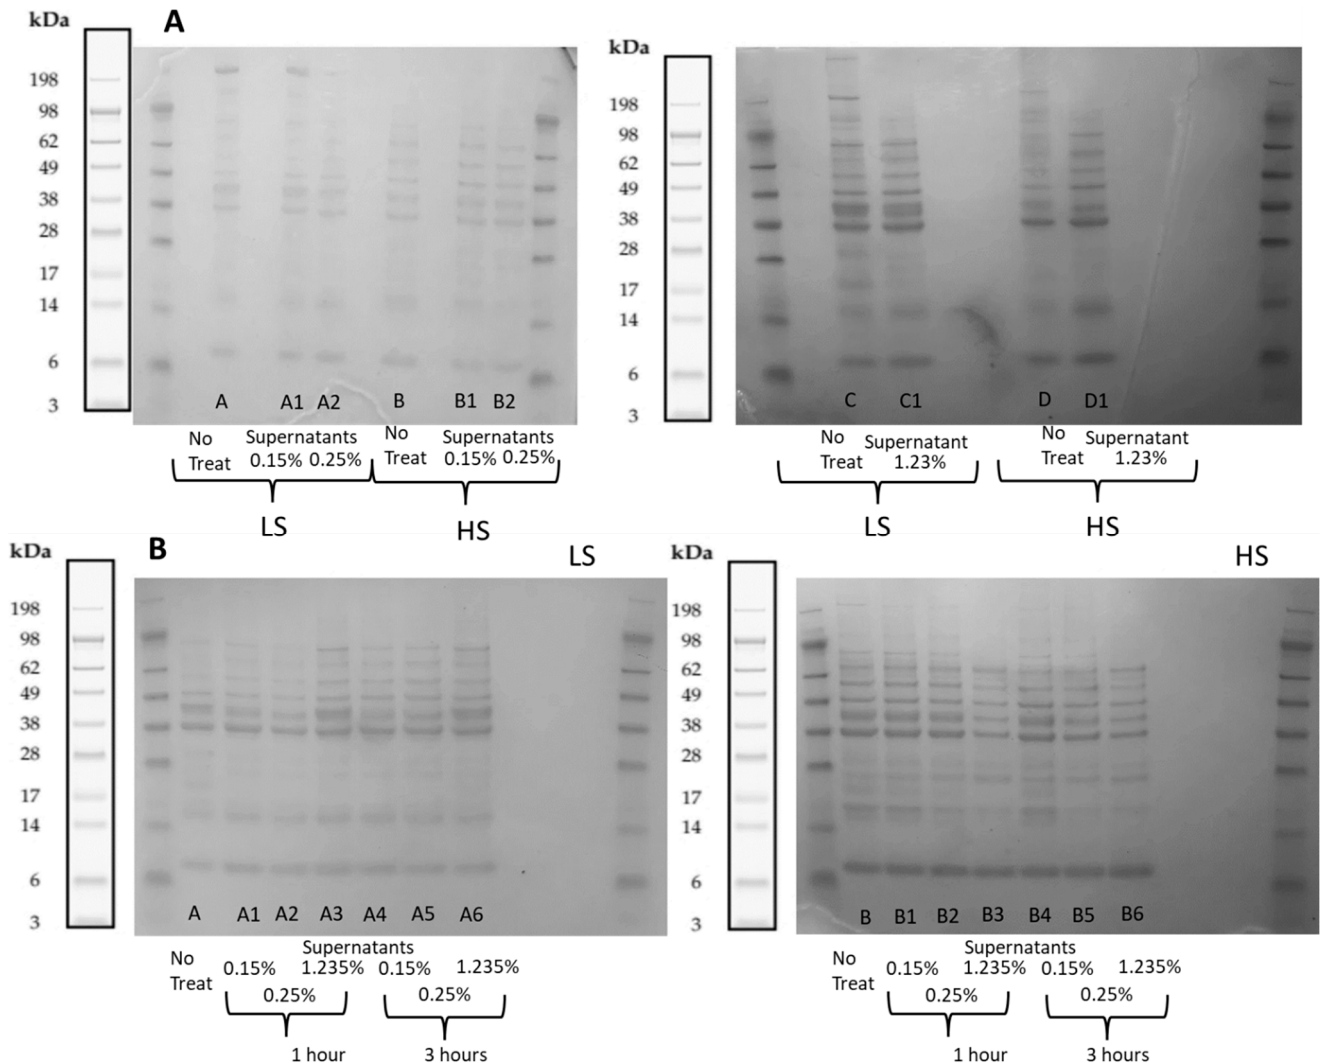 A
kDa
198
98
62
49
38
28
17
14
6
3
A A1 A2 B B1 B2
No Treat
Supernatants
0.15% 0.25%
No Treat
Supernatants
0.15% 0.25%
LS
HS
kDa
198
98
62
49
38
28
17
14
6
3
C C1 D D1
No Treat
Supernatant
1.23%
No Treat
Supernatant
1.23%
LS
HS
B
kDa
LS
198
98
62
49
38
28
17
14
6
3
A A1 A2 A3 A4 A5 A6
Supernatants
No Treat
0.15% 1.235% 0.15% 1.235%
0.25% 0.25%
1 hour 3 hours
kDa
HS
198
98
62
49
38
28
17
14
6
3
B B1 B2 B3 B4 B5 B6
Supernatants
No Treat
0.15% 1.235% 0.15% 1.235%
0.25% 0.25%
1 hour 3 hours